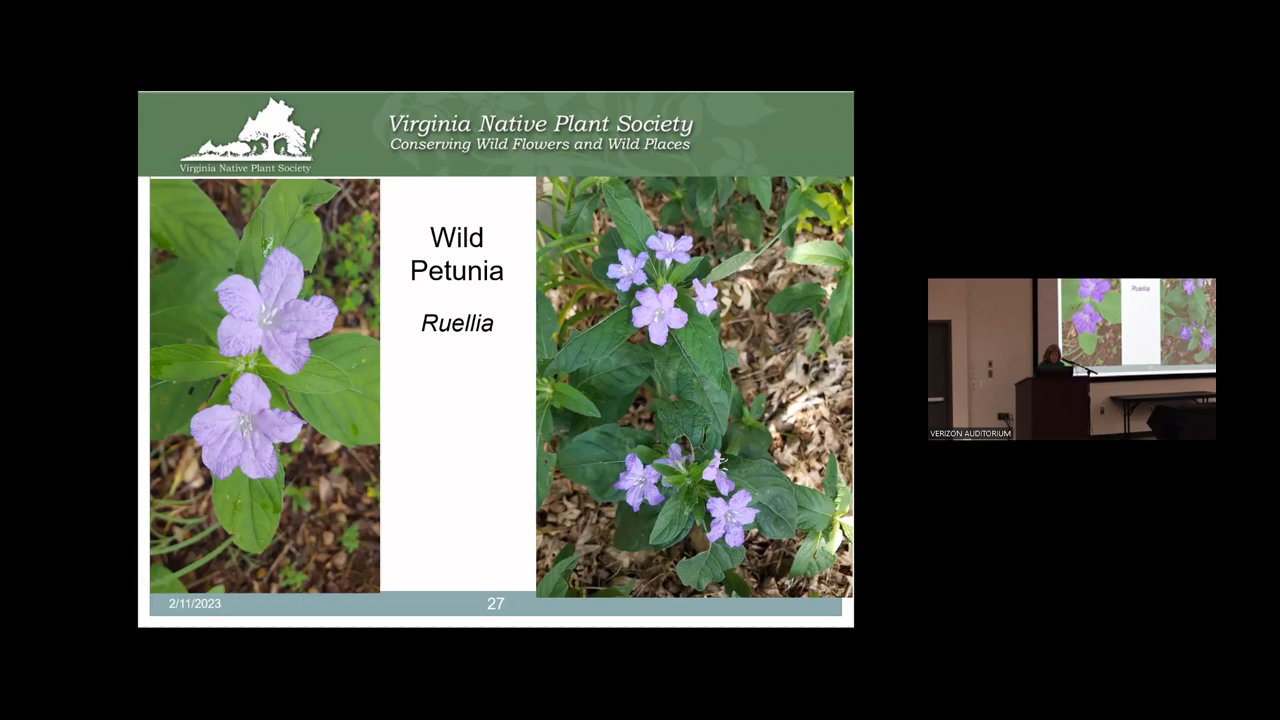 Virginia Native Plant Society
Conserving Wild Flowers and Wild Places
Virginia Native Plant Society
Wild
Petunia
Ruellia
2/11/2023
27
Ruellia
VERIZON AUDITORIUM